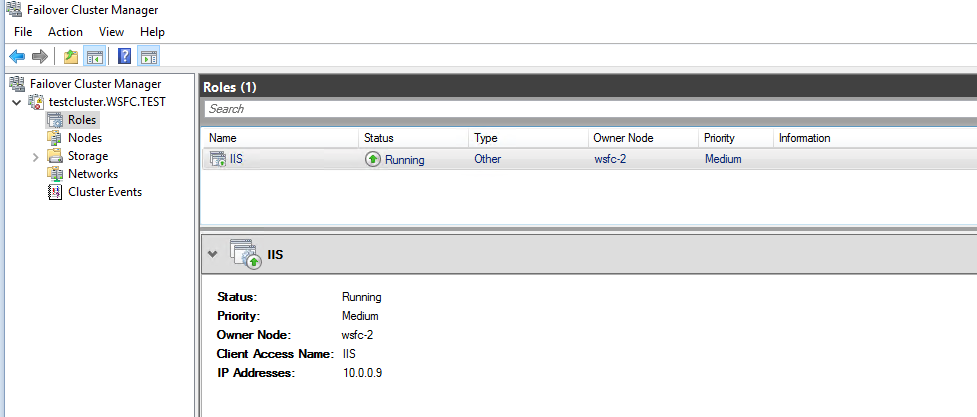 Failover Cluster Manager
File Action View Help
Failover Cluster Manager
testcluster.WSFC.TEST
Roles
Nodes
Storage
Networks
Cluster Events
Roles (1)
Search
Name Status Type Owner Node Priority Information
IIS Running Other wsfc-2 Medium
IIS
Status: Running
Priority: Medium
Owner Node: wsfc-2
Client Access Name: IIS
IP Addresses: 10.0.0.9